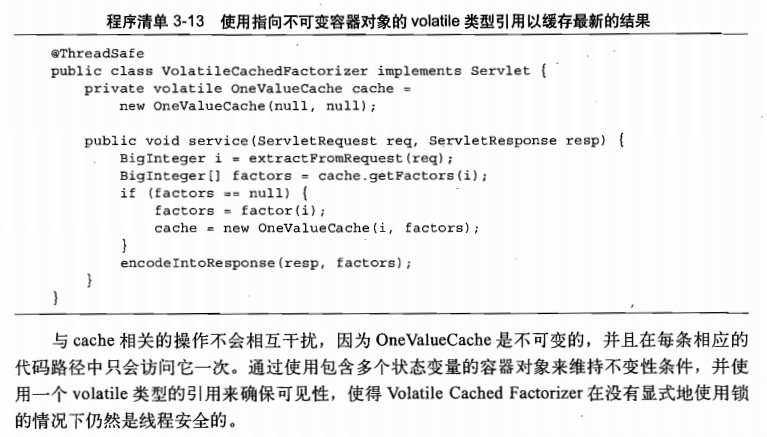 程序清单 3-13 使用指向不可变容器对象的 volatile 类型引用以缓存最新的结果
@ThreadSafe
public class VolatileCachedFactorizer implements Servlet {
    private volatile OneValueCache cache =
        new OneValueCache(null, null);
    public void service(ServletRequest req, ServletResponse resp) {
        BigInteger i = extractFromRequest(req);
        BigInteger[] factors = cache.getFactors(i);
        if (factors == null) {
            factors = factor(i);
            cache = new OneValueCache(i, factors);
        }
        encodeIntoResponse(resp, factors);
    }
}
与 cache 相关的操作不会相互干扰，因为 OneValueCache 是不可变的，并且在每条相应的
代码路径中只会访问它一次。通过使用包含多个状态变量的容器对象来维持不变性条件，并使
用一个 volatile 类型的引用来确保可见性，使得 Volatile Cached Factorizer 在没有显式地使用锁
的情况下仍然是线程安全的。